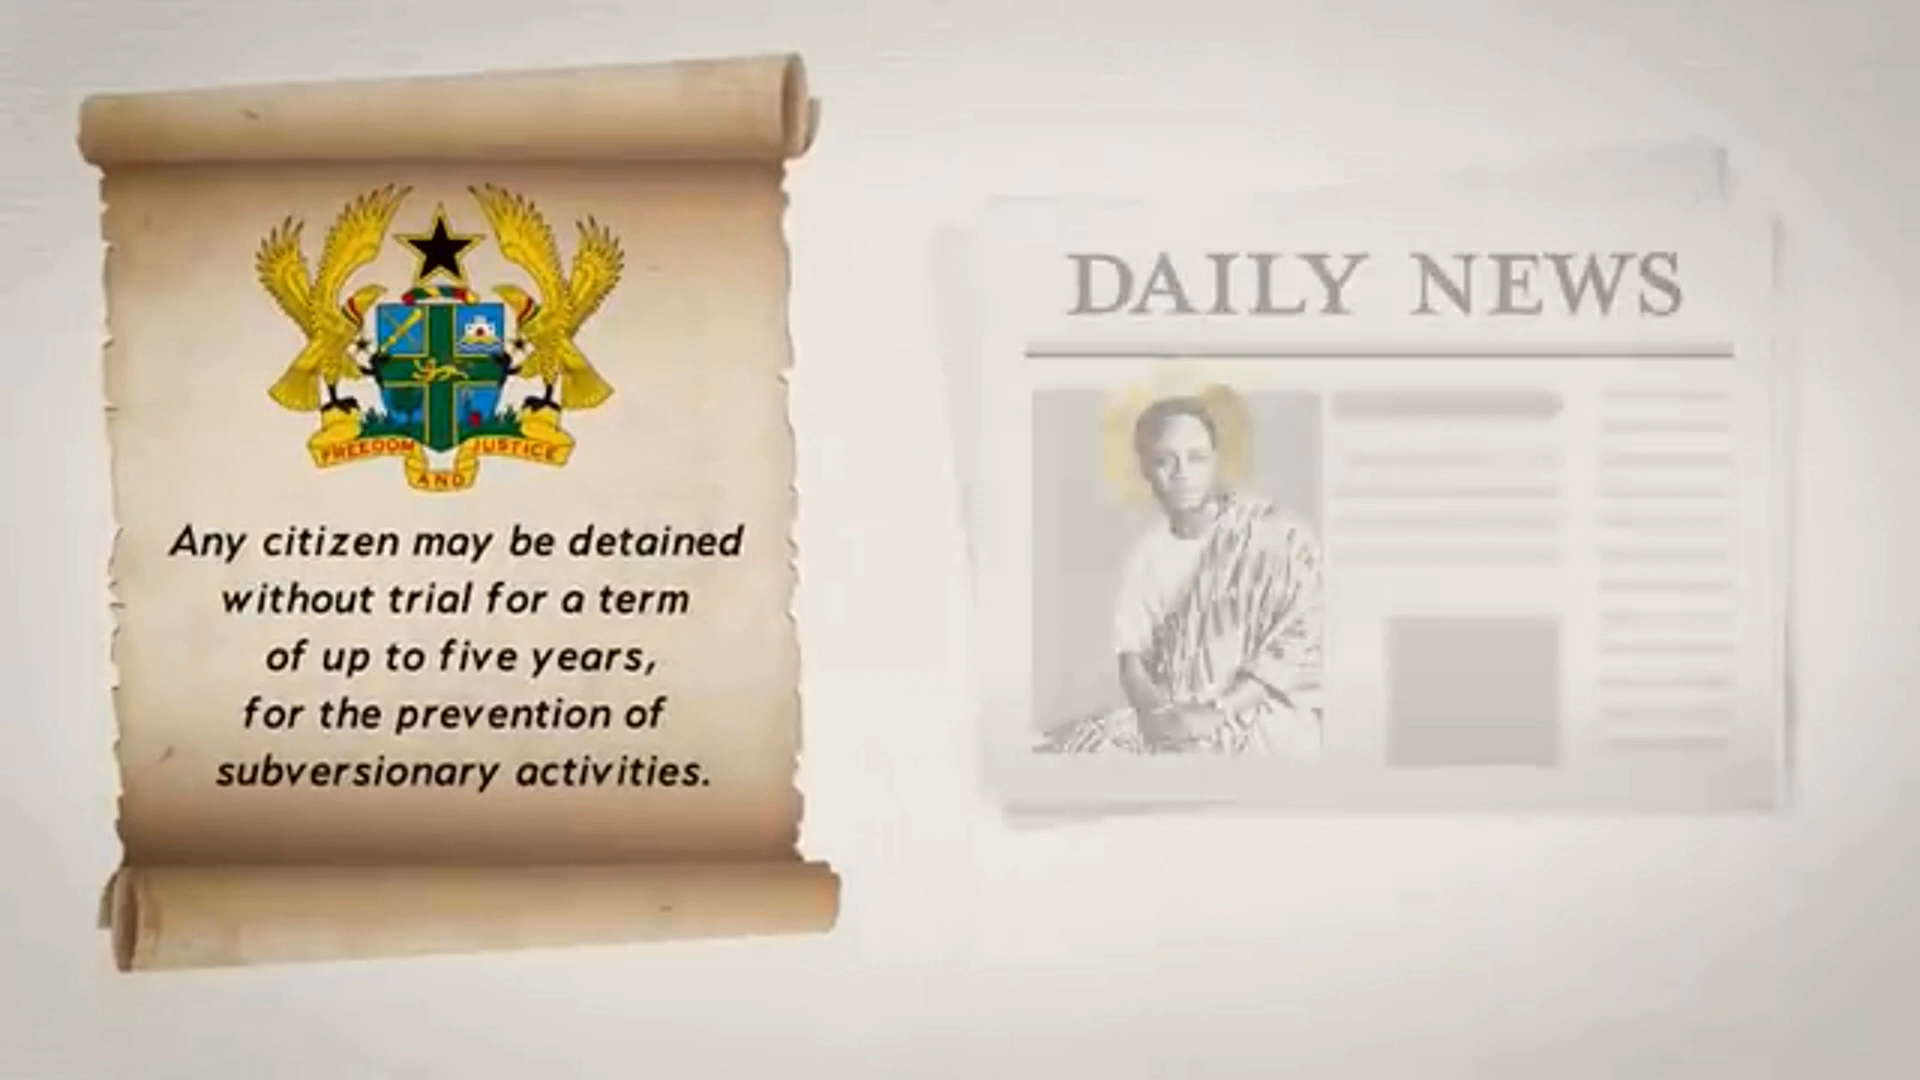 FREEDOM JUSTICE
AND
Any citizen may be detained
without trial for a term
of up to five years,
for the prevention of
subversionary activities.
DAILY NEWS